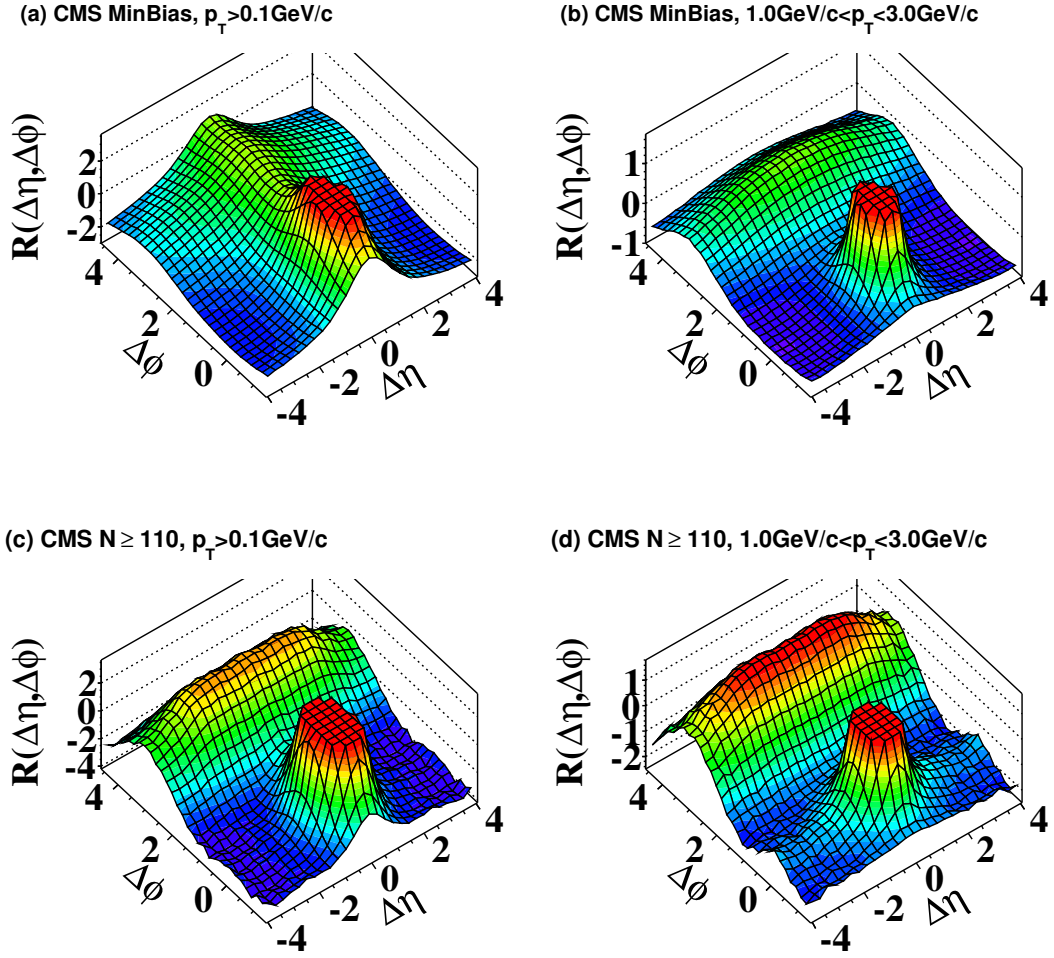 (a) CMS MinBias, p_T>0.1GeV/c
R(Δη,Δϕ)
2
0
-2
4
2
0
Δϕ
-4
-2
0
2
4
Δη
(b) CMS MinBias, 1.0GeV/c<p_T<3.0GeV/c
R(Δη,Δϕ)
1
0
-1
4
2
0
Δϕ
-4
-2
0
2
4
Δη
(c) CMS N ≥ 110, p_T>0.1GeV/c
R(Δη,Δϕ)
2
0
-2
-4
4
2
0
Δϕ
-4
-2
0
2
4
Δη
(d) CMS N ≥ 110, 1.0GeV/c<p_T<3.0GeV/c
R(Δη,Δϕ)
1
0
-1
-2
4
2
0
Δϕ
-4
-2
0
2
4
Δη